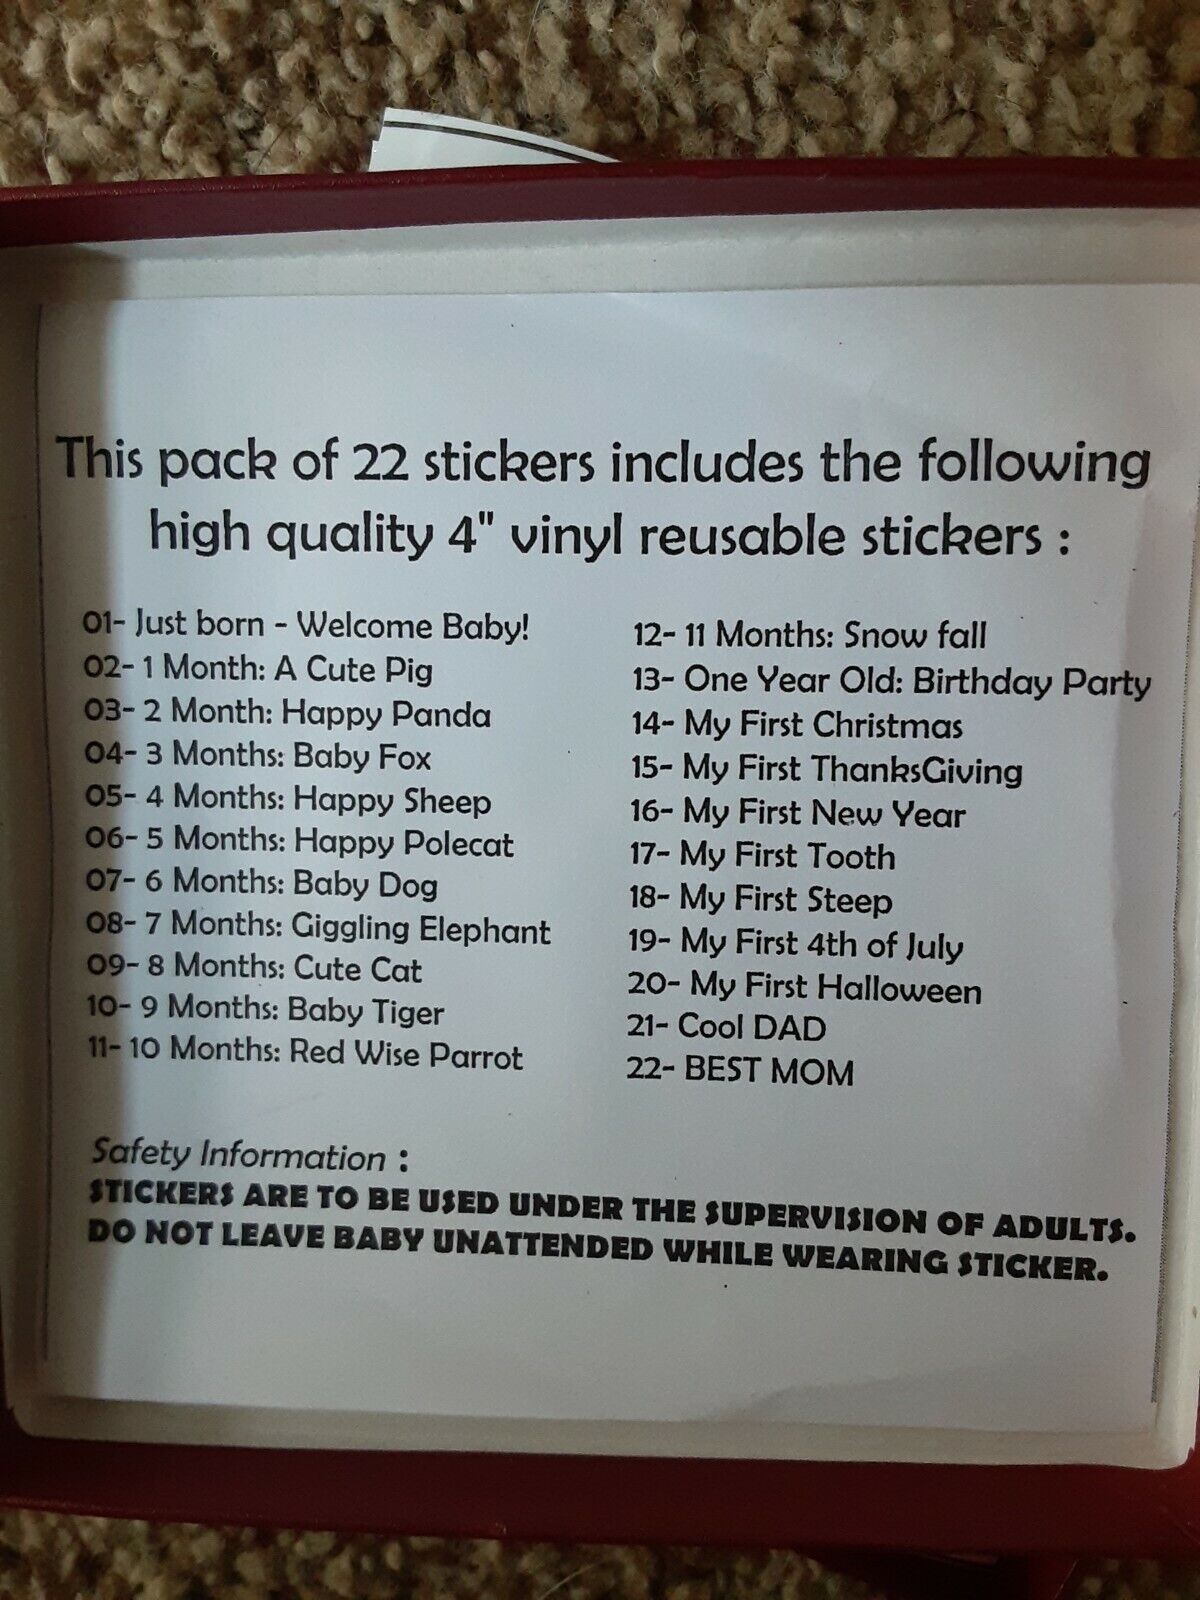 This pack of 22 stickers includes the following
high quality 4" vinyl reusable stickers :
01- Just born - Welcome Baby!
02- 1 Month: A Cute Pig
03- 2 Month: Happy Panda
04- 3 Months: Baby Fox
05- 4 Months: Happy Sheep
06- 5 Months: Happy Polecat
07- 6 Months: Baby Dog
08- 7 Months: Giggling Elephant
09- 8 Months: Cute Cat
10- 9 Months: Baby Tiger
11- 10 Months: Red Wise Parrot
12- 11 Months: Snow fall
13- One Year Old: Birthday Party
14- My First Christmas
15- My First ThanksGiving
16- My First New Year
17- My First Tooth
18- My First Steep
19- My First 4th of July
20- My First Halloween
21- Cool DAD
22- BEST MOM
Safety Information :
STICKERS ARE TO BE USED UNDER THE SUPERVISION OF ADULTS.
DO NOT LEAVE BABY UNATTENDED WHILE WEARING STICKER.